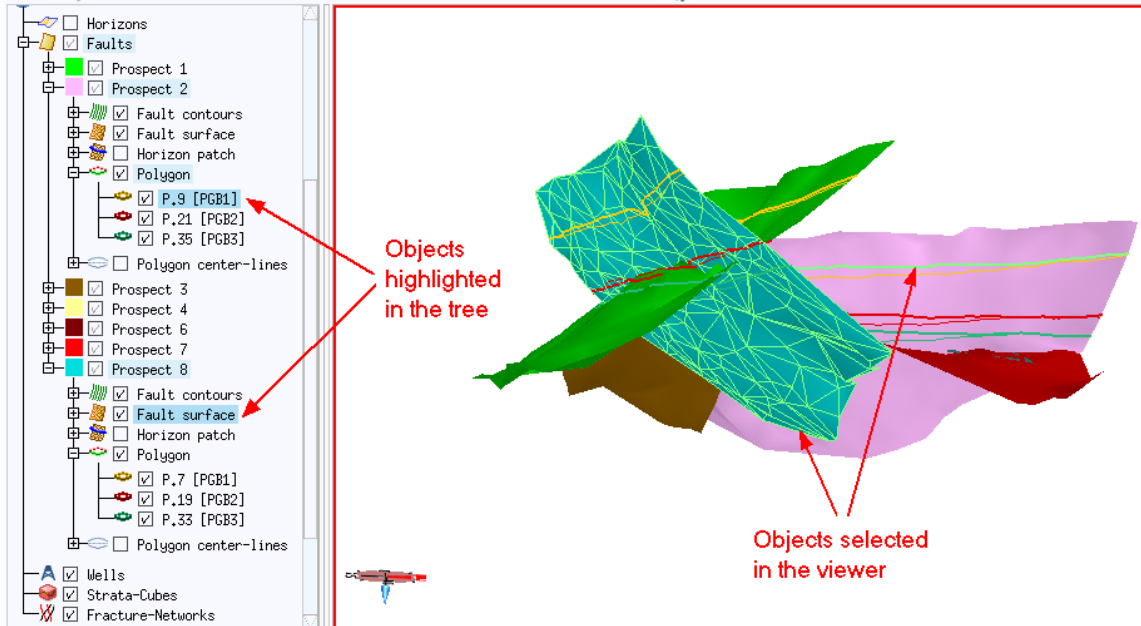 Horizons
Faults
Prospect 1
Prospect 2
Fault contours
Fault surface
Horizon patch
Polygon
P.9 [PGB1]
P.21 [PGB2]
P.35 [PGB3]
Polygon center-lines
Prospect 3
Prospect 4
Prospect 6
Prospect 7
Prospect 8
Fault contours
Fault surface
Horizon patch
Polygon
P.7 [PGB1]
P.19 [PGB2]
P.33 [PGB3]
Polygon center-lines
Wells
Strata-Cubes
Fracture-Networks
Objects
highlighted
in the tree
Objects selected
in the viewer